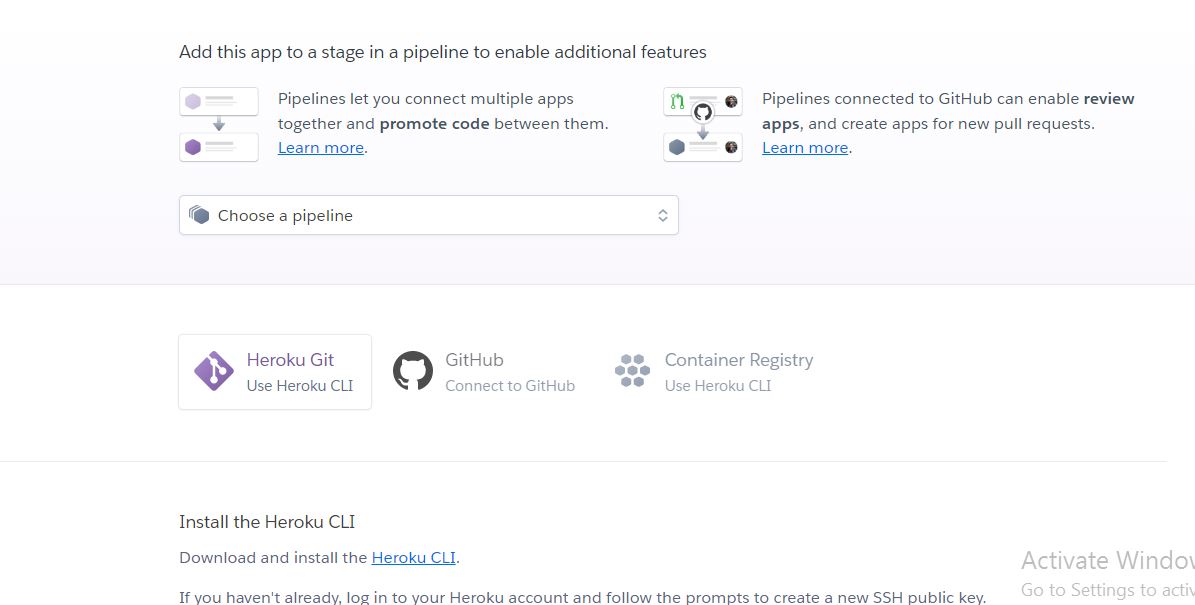 Add this app to a stage in a pipeline to enable additional features
Pipelines let you connect multiple apps
together and promote code between them.
Learn more.
Pipelines connected to GitHub can enable review
apps, and create apps for new pull requests.
Learn more.
Choose a pipeline
Heroku Git
Use Heroku CLI
GitHub
Connect to GitHub
Container Registry
Use Heroku CLI
Install the Heroku CLI
Download and install the Heroku CLI.
If you haven't already, log in to your Heroku account and follow the prompts to create a new SSH public key.
Activate Window
Go to Settings to activ